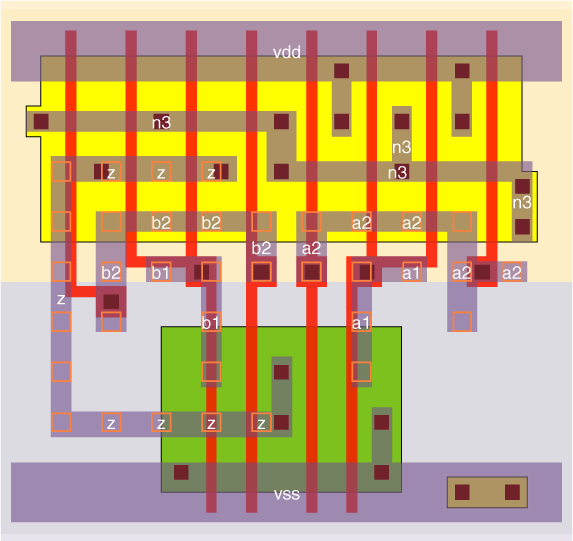 vdd
n3
n3
z z z n3
n3
b2 b2 a2 a2
b2 a2
b2 b1 a1 a2 a2
z
b1 a1
z z z z
vss